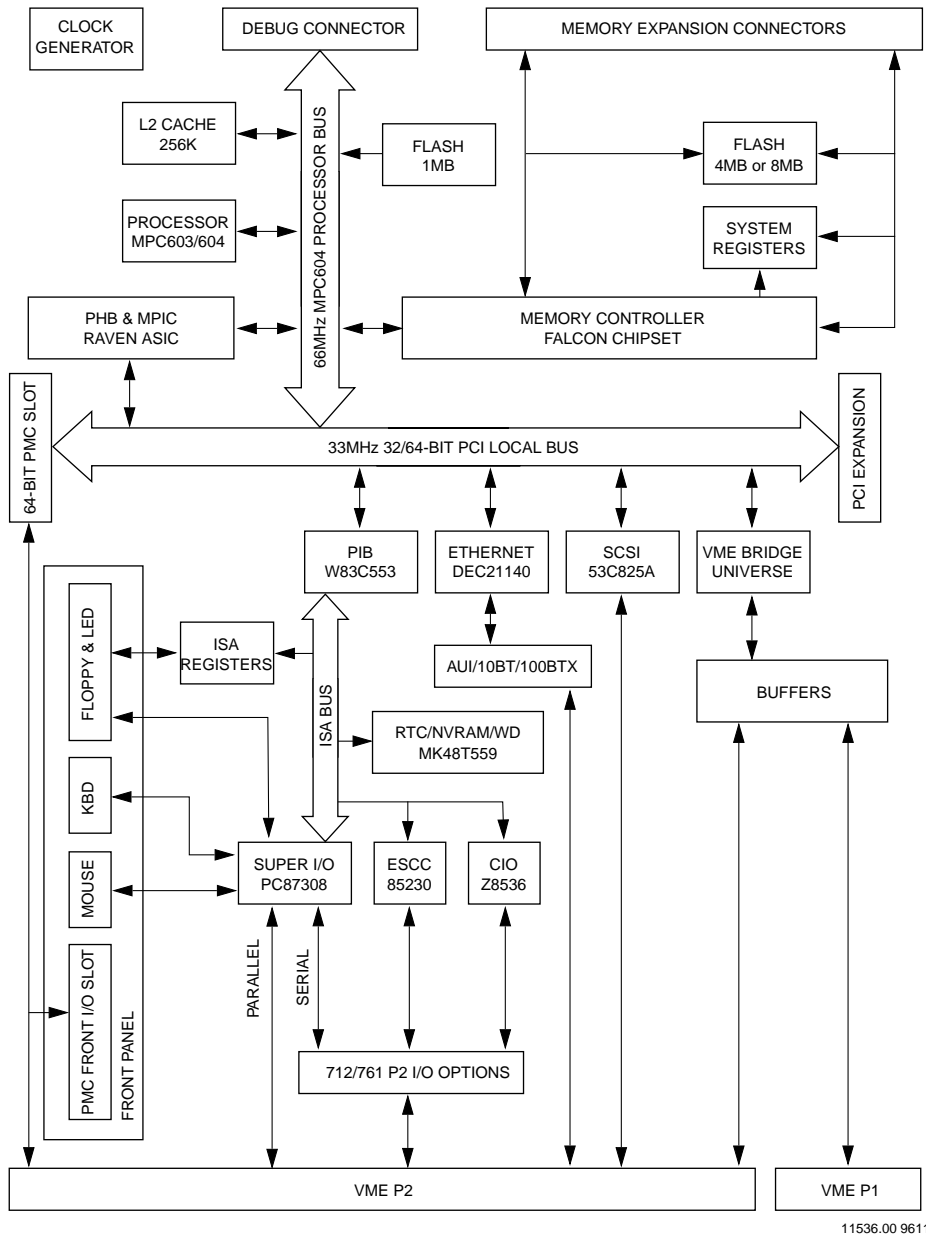 CLOCK
GENERATOR
DEBUG CONNECTOR
MEMORY EXPANSION CONNECTORS
L2 CACHE
256K
FLASH
1MB
FLASH
4MB or 8MB
PROCESSOR
MPC603/604
SYSTEM
REGISTERS
66MHz MPC604 PROCESSOR BUS
PHB & MPIC
RAVEN ASIC
MEMORY CONTROLLER
FALCON CHIPSET
64-BIT PMC SLOT
33MHz 32/64-BIT PCI LOCAL BUS
PCI EXPANSION
PIB
W83C553
ETHERNET
DEC21140
SCSI
53C825A
VME BRIDGE
UNIVERSE
FLOPPY & LED
ISA
REGISTERS
ISA BUS
AUI/10BT/100BTX
BUFFERS
RTC/NVRAM/WD
MK48T559
KBD
MOUSE
SUPER I/O
PC87308
ESCC
85230
CIO
Z8536
PARALLEL
SERIAL
PMC FRONT I/O SLOT
FRONT PANEL
712/761 P2 I/O OPTIONS
VME P2
VME P1
11536.00 9611